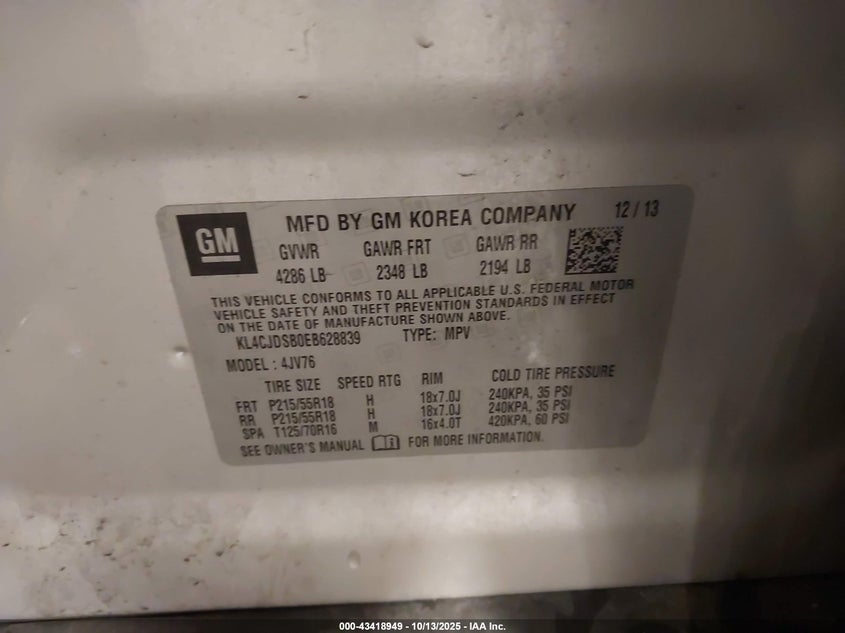 GM
MFD BY GM KOREA COMPANY 12 / 13
GVWR GAWR FRT GAWR RR
4286 LB 2348 LB 2194 LB
THIS VEHICLE CONFORMS TO ALL APPLICABLE U.S. FEDERAL MOTOR
VEHICLE SAFETY AND THEFT PREVENTION STANDARDS IN EFFECT
ON THE DATE OF MANUFACTURE SHOWN ABOVE.
KL4CJDSB0EB628839 TYPE: MPV
MODEL : 4JV76
TIRE SIZE SPEED RTG RIM COLD TIRE PRESSURE
FRT P215/55R18 H 18x7.0J 240KPA, 35 PSI
RR P215/55R18 H 18x7.0J 240KPA, 35 PSI
SPA T125/70R16 M 16x4.0T 420KPA, 60 PSI
SEE OWNER'S MANUAL FOR MORE INFORMATION.
000-43418949 - 10/13/2025 - IAA Inc.